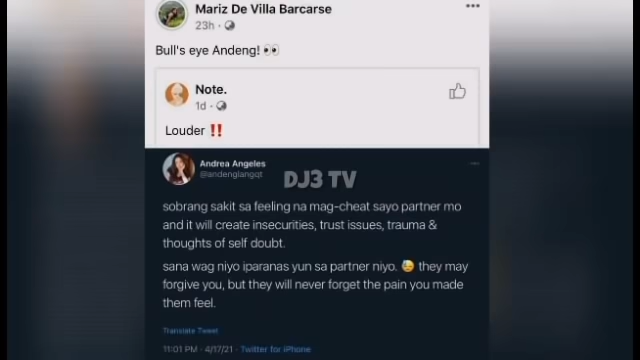 Mariz De Villa Barcarse
23h
Bull's eye Andeng! 👀
Note.
1d
Louder ‼️
Andrea Angeles
@andenglangqt
DJ3 TV
sobrang sakit sa feeling na mag-cheat sayo partner mo
and it will create insecurities, trust issues, trauma &
thoughts of self doubt.
sana wag niyo iparanas yun sa partner niyo. 😓 they may
forgive you, but they will never forget the pain you made
them feel.
Translate Tweet
11:01 PM · 4/17/21 · Twitter for iPhone